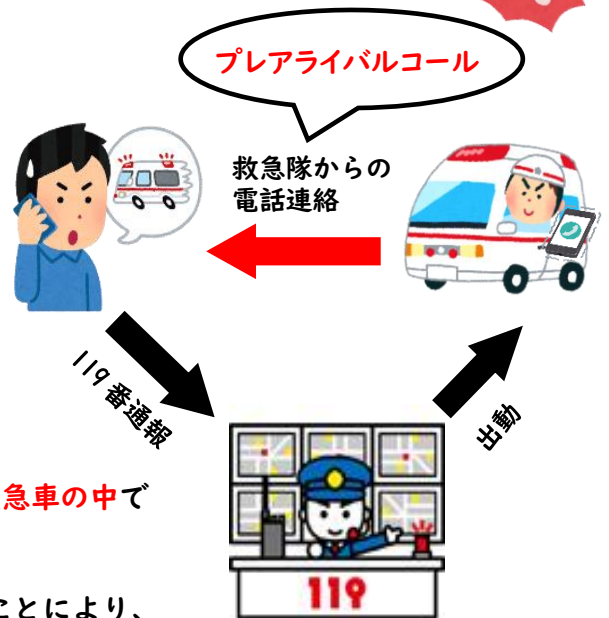 プレアライバルコール
救急隊からの
電話連絡
119番通報
出動
急車の中で
119
ことにより、